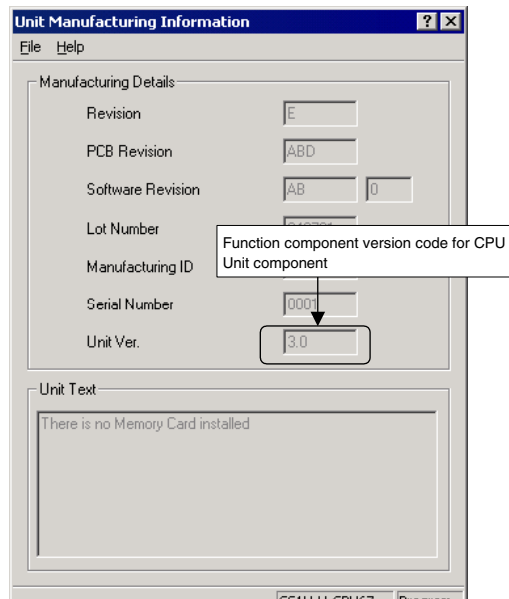 Unit Manufacturing Information
File Help
Manufacturing Details
Revision E
PCB Revision ABD
Software Revision AB 0
Lot Number
Function component version code for CPU
Unit component
Manufacturing ID
Serial Number 0001
Unit Ver. 3.0
Unit Text
There is no Memory Card installed